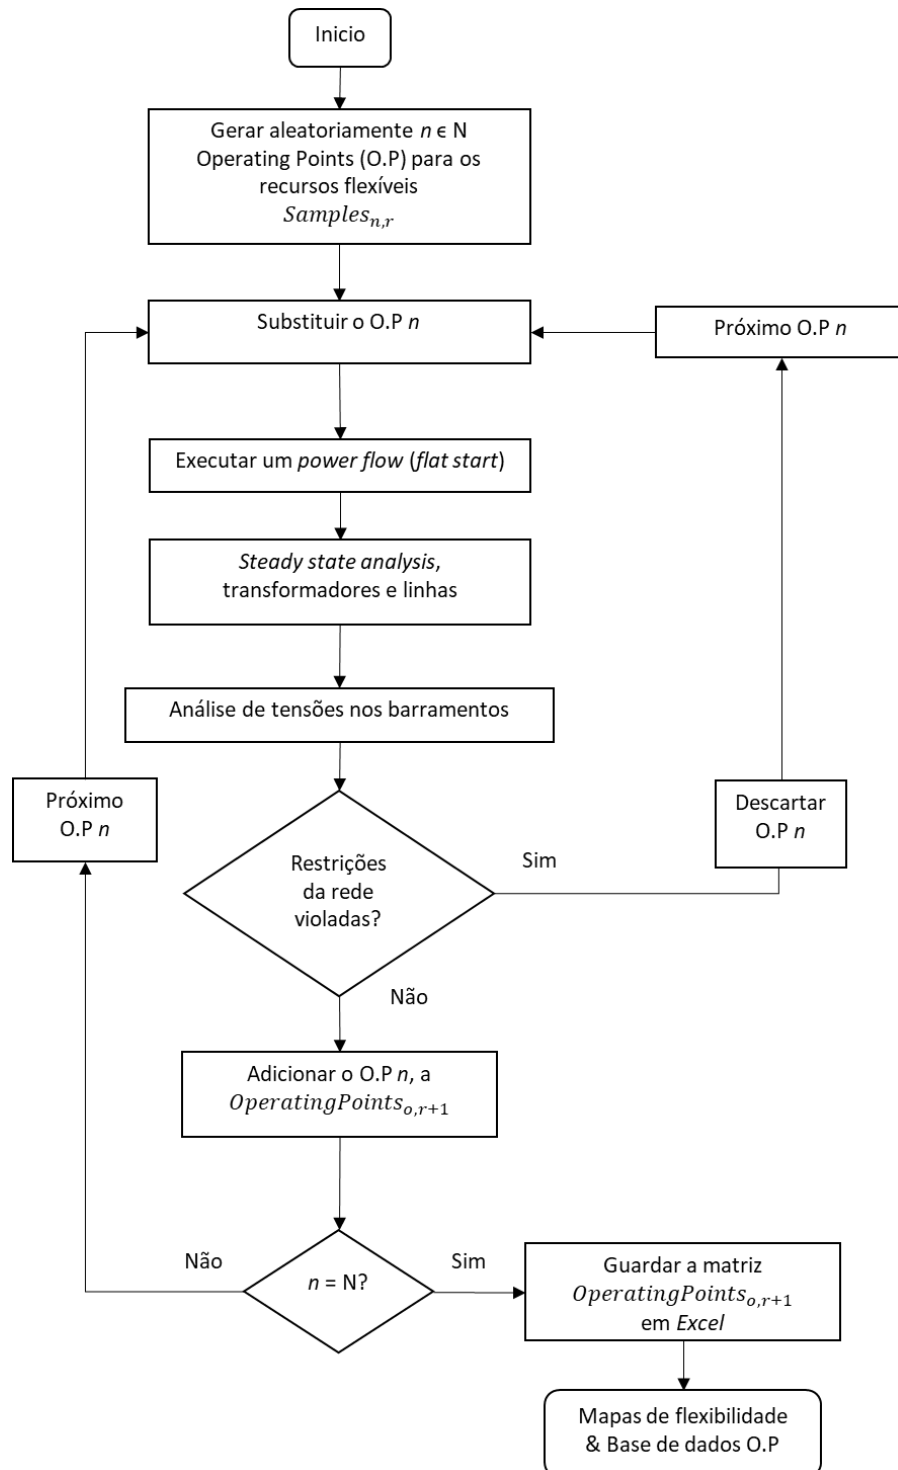 Inicio
Gerar aleatoriamente n ϵ N
Operating Points (O.P) para os
recursos flexíveis
Samples_{n,r}
Substituir o O.P n
Próximo O.P n
Executar um power flow (flat start)
Steady state analysis,
transformadores e linhas
Análise de tensões nos barramentos
Próximo
O.P n
Descartar
O.P n
Restrições
da rede
violadas?
Sim
Não
Adicionar o O.P n, a
OperatingPoints_{o,r+1}
Não
n = N?
Sim
Guardar a matriz
OperatingPoints_{o,r+1}
em Excel
Mapas de flexibilidade
& Base de dados O.P